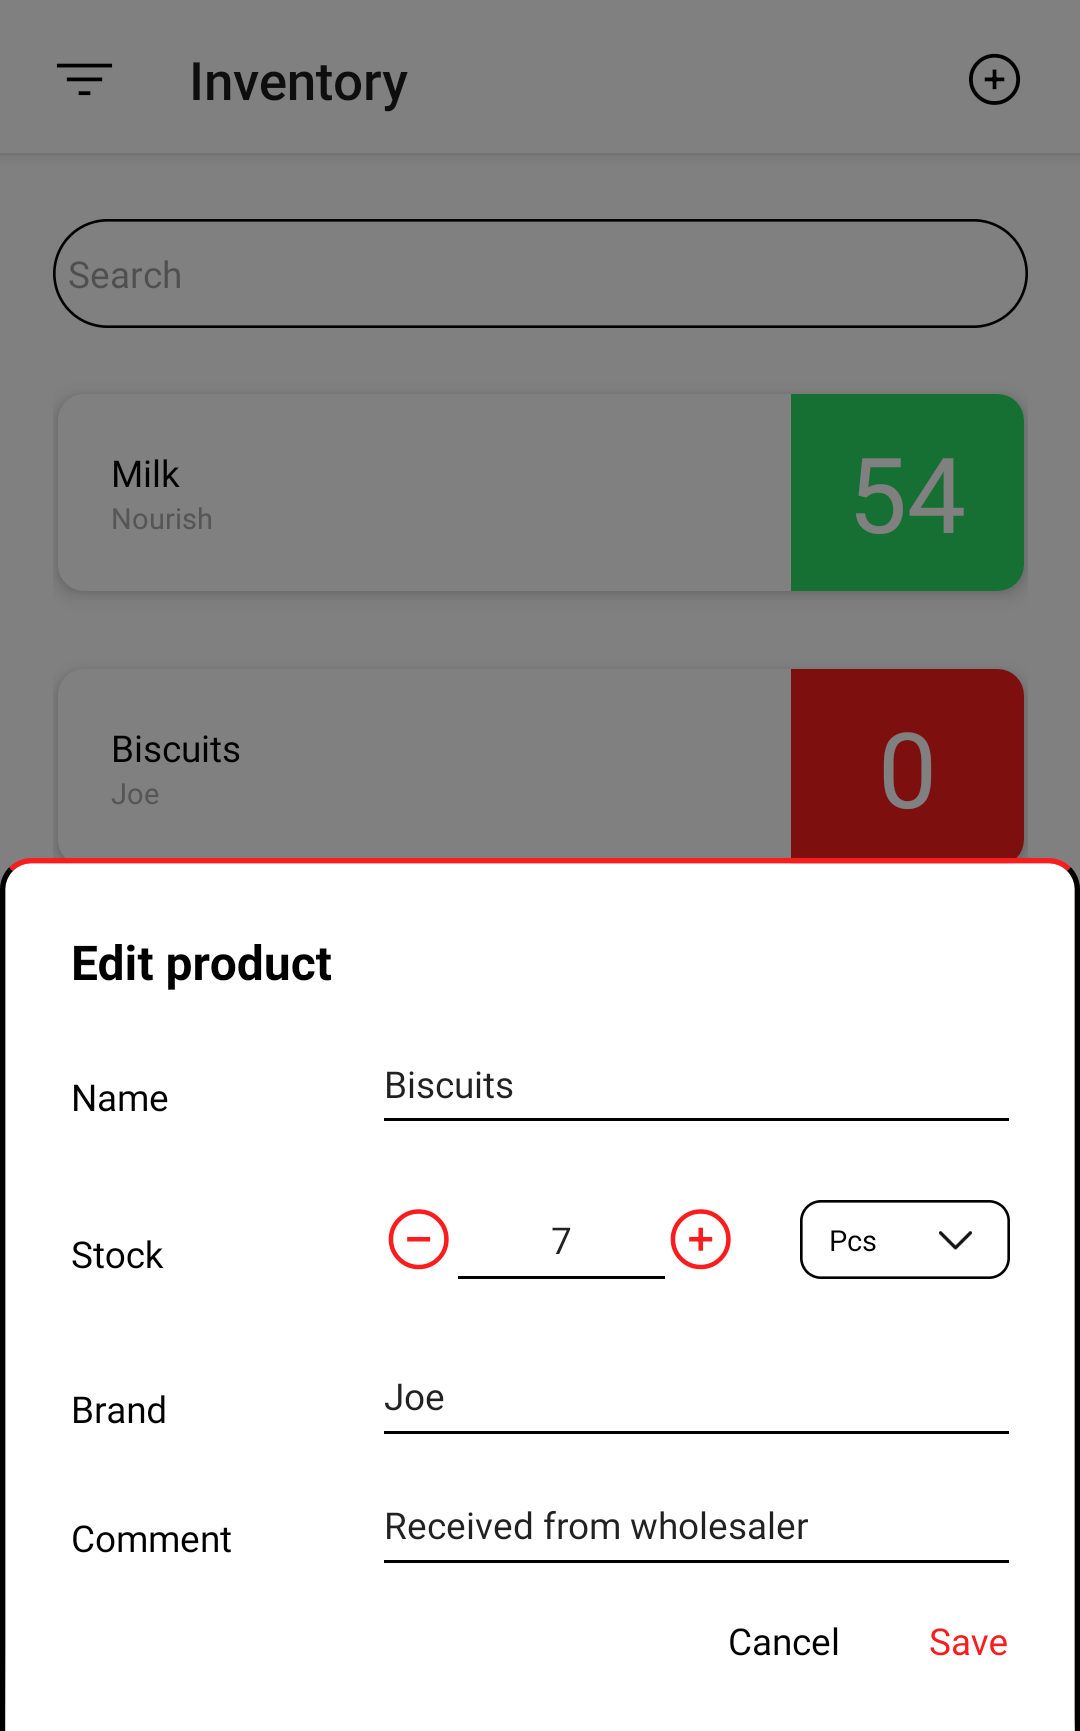 Inventory
Search
Milk
Nourish
54
Biscuits
Joe
0
Edit product
Name
Biscuits
Stock
7
Pcs
Brand
Joe
Comment
Received from wholesaler
Cancel
Save